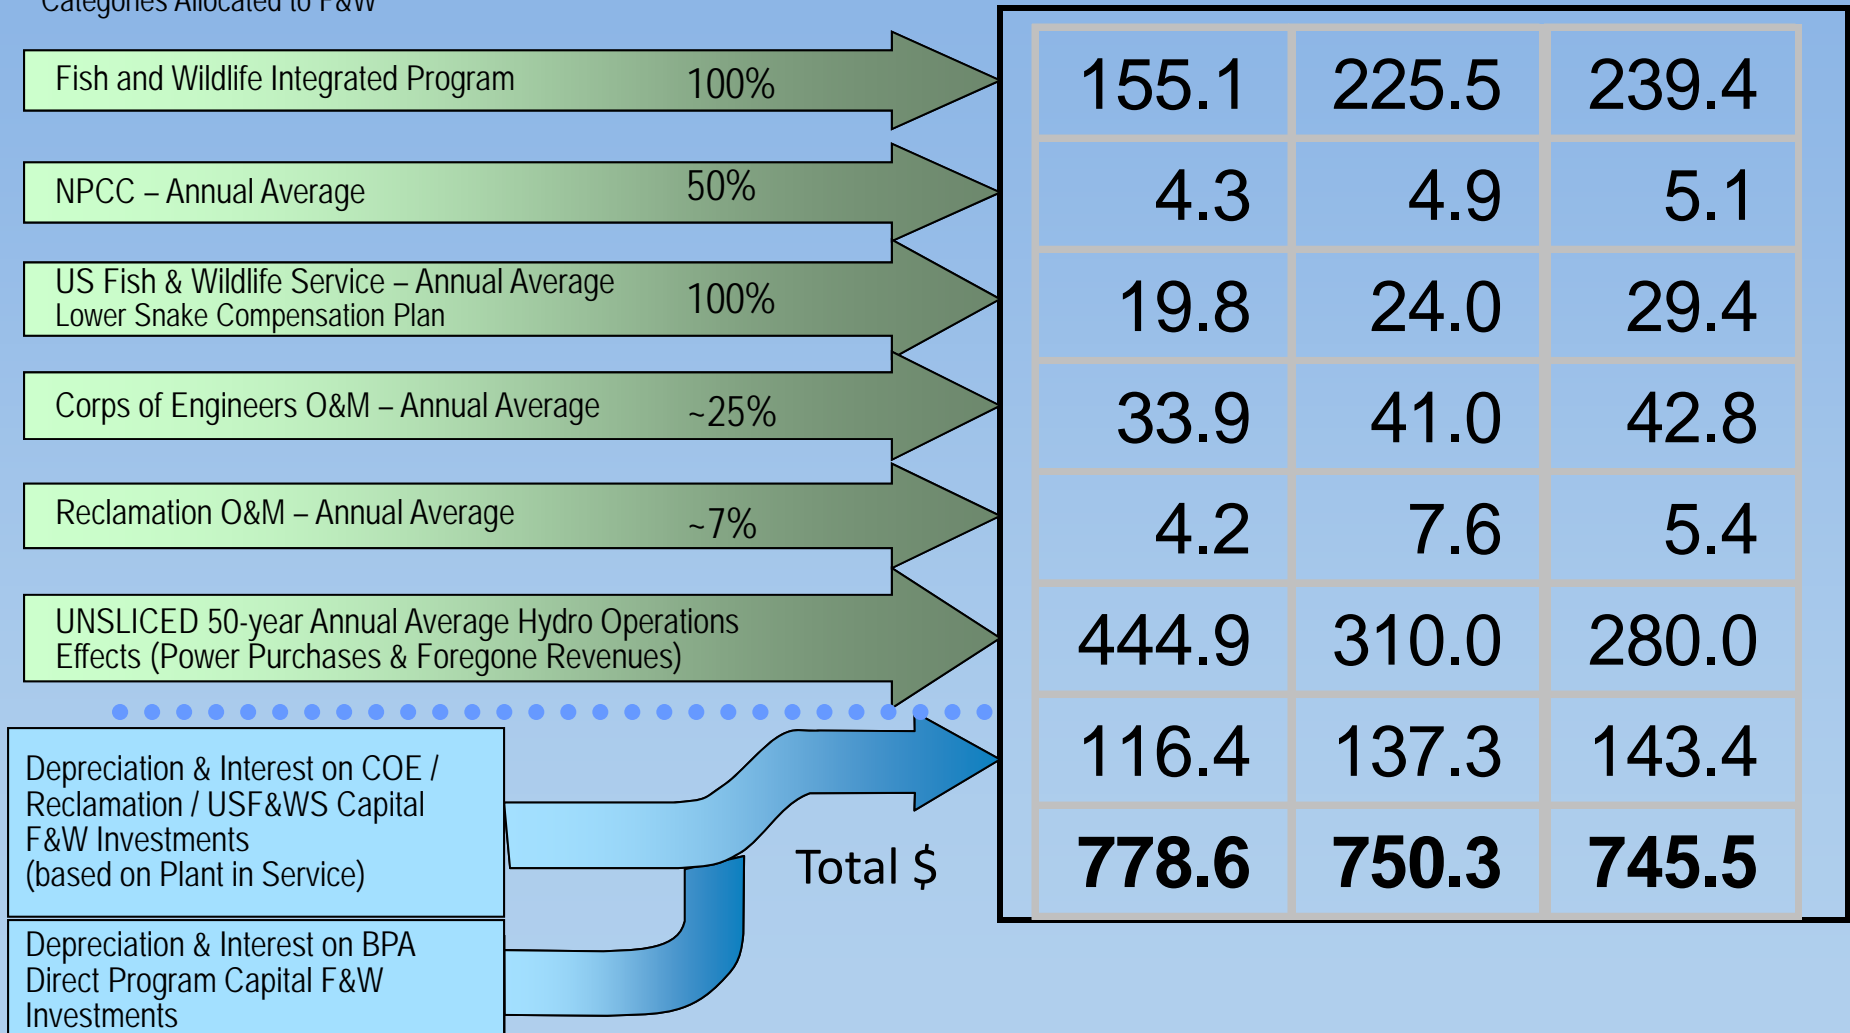 Categories Allocated to F&W
Fish and Wildlife Integrated Program 100% 155.1 225.5 239.4
NPCC – Annual Average 50% 4.3 4.9 5.1
US Fish & Wildlife Service – Annual Average
Lower Snake Compensation Plan 100% 19.8 24.0 29.4
Corps of Engineers O&M – Annual Average ~25% 33.9 41.0 42.8
Reclamation O&M – Annual Average ~7% 4.2 7.6 5.4
UNSLICED 50-year Annual Average Hydro Operations
Effects (Power Purchases & Foregone Revenues) 444.9 310.0 280.0
116.4 137.3 143.4
Depreciation & Interest on COE /
Reclamation / USF&WS Capital
F&W Investments
(based on Plant in Service)
Total $ 778.6 750.3 745.5
Depreciation & Interest on BPA
Direct Program Capital F&W
Investments